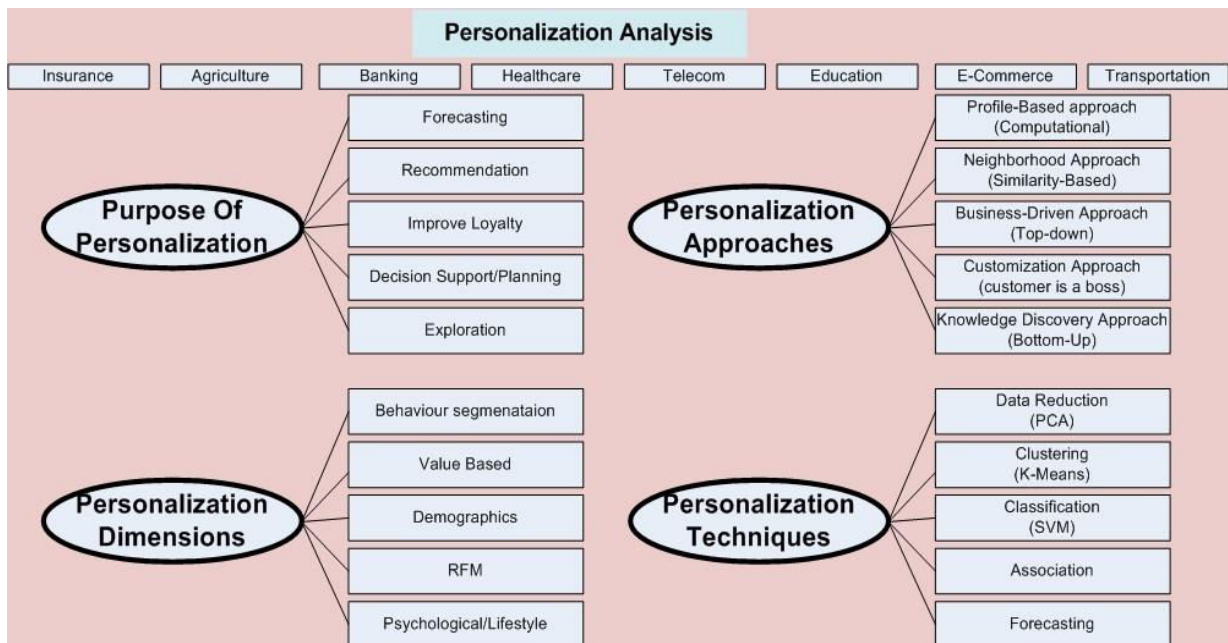 Personalization Analysis
Insurance
Agriculture
Banking
Healthcare
Telecom
Education
E-Commerce
Transportation
Purpose Of
Personalization
Forecasting
Recommendation
Improve Loyalty
Decision Support/Planning
Exploration
Personalization
Approaches
Profile-Based approach
(Computational)
Neighborhood Approach
(Similarity-Based)
Business-Driven Approach
(Top-down)
Customization Approach
(customer is a boss)
Knowledge Discovery Approach
(Bottom-Up)
Personalization
Dimensions
Behaviour segmenataion
Value Based
Demographics
RFM
Psychological/Lifestyle
Personalization
Techniques
Data Reduction
(PCA)
Clustering
(K-Means)
Classification
(SVM)
Association
Forecasting